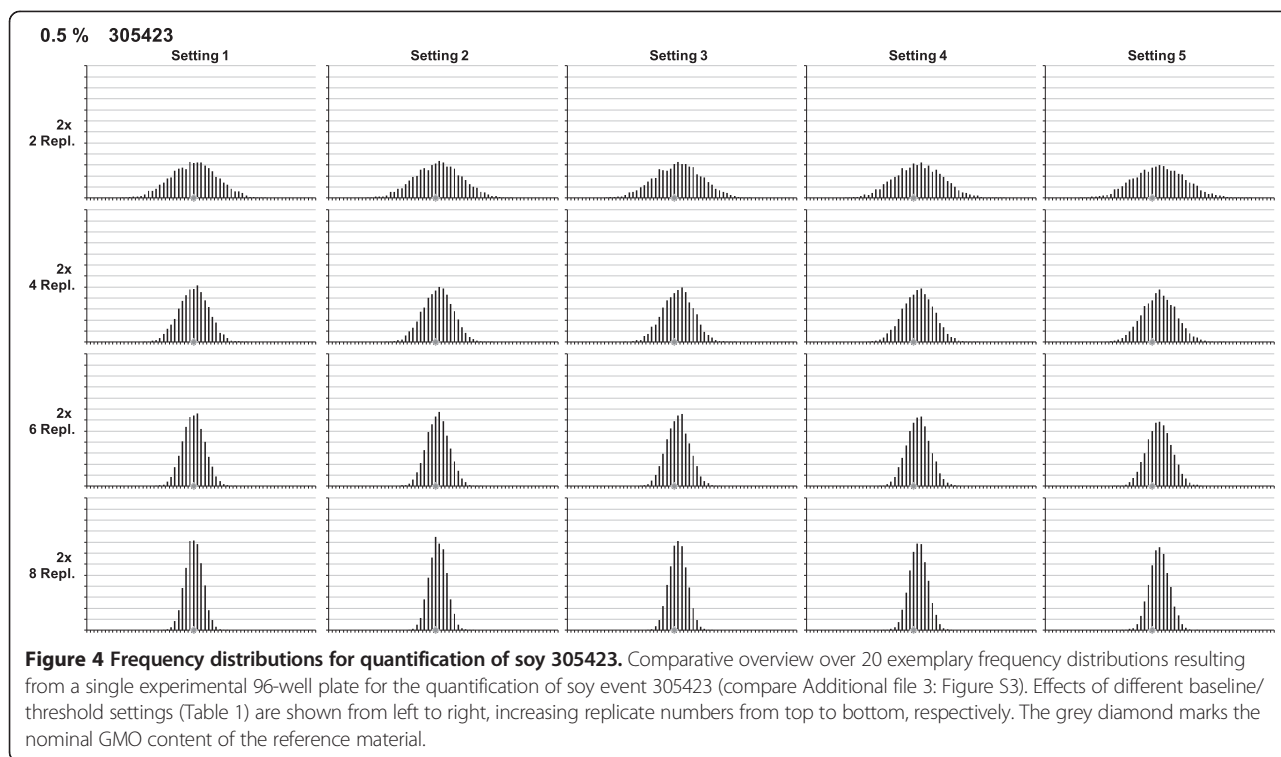 0.5 % 305423
Setting 1 Setting 2 Setting 3 Setting 4 Setting 5
2x
2 Repl.
2x
4 Repl.
2x
6 Repl.
2x
8 Repl.
Figure 4 Frequency distributions for quantification of soy 305423. Comparative overview over 20 exemplary frequency distributions resulting
from a single experimental 96-well plate for the quantification of soy event 305423 (compare Additional file 3: Figure S3). Effects of different baseline/
threshold settings (Table 1) are shown from left to right, increasing replicate numbers from top to bottom, respectively. The grey diamond marks the
nominal GMO content of the reference material.